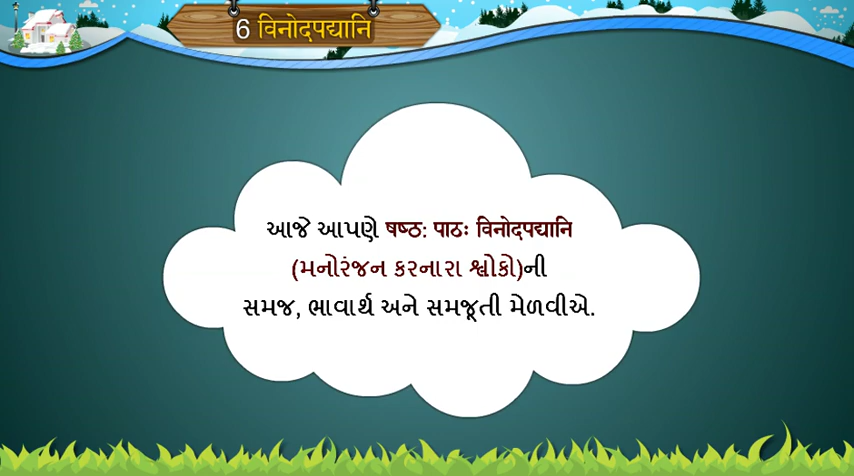 6 विनोदपद्यानि
આજે આપણે षष्ठ: पाठः विनोदपद्यानि
(મનોરંજન કરનારા શ્લોકો)ની
સમજ, ભાવાર્થ અને સમજૂતી મેળવીએ.